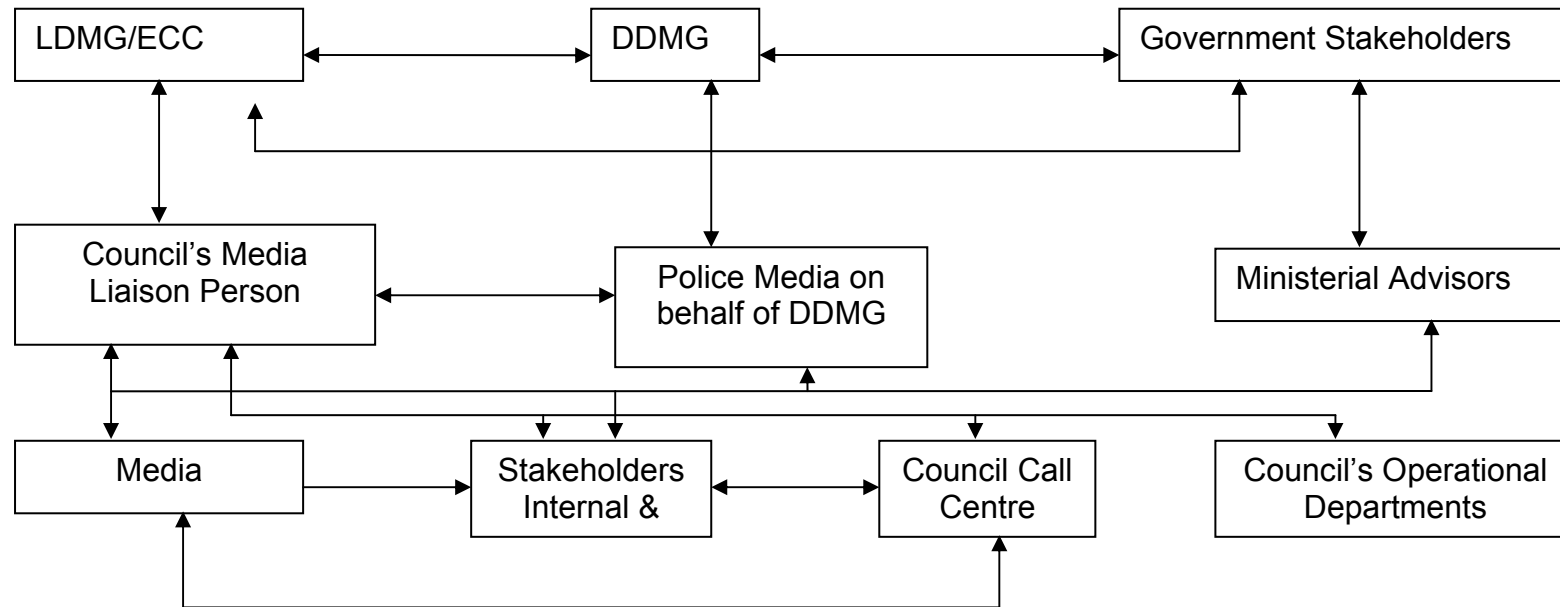 LDMG/ECC
DDMG
Government Stakeholders
Council’s Media
Liaison Person
Police Media on
behalf of DDMG
Ministerial Advisors
Media
Stakeholders
Internal &
Council Call
Centre
Council’s Operational
Departments